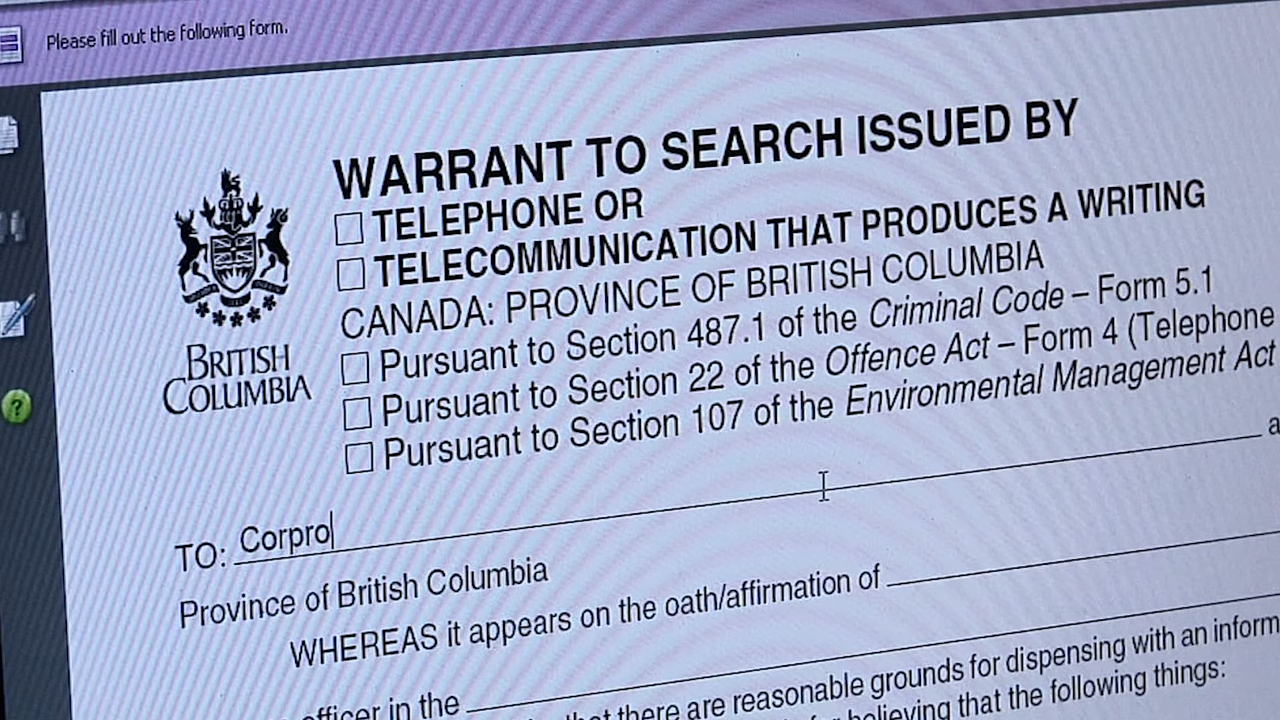 Please fill out the following form.
WARRANT TO SEARCH ISSUED BY
TELEPHONE OR
TELECOMMUNICATION THAT PRODUCES A WRITING
CANADA: PROVINCE OF BRITISH COLUMBIA
Pursuant to Section 487.1 of the Criminal Code – Form 5.1
Pursuant to Section 22 of the Offence Act – Form 4 (Telephone
Pursuant to Section 107 of the Environmental Management Act
BRITISH
COLUMBIA
TO: Corpro
a
Province of British Columbia
WHEREAS it appears on the oath/affirmation of
officer in the
that there are reasonable grounds for dispensing with an inform
for believing that the following things: